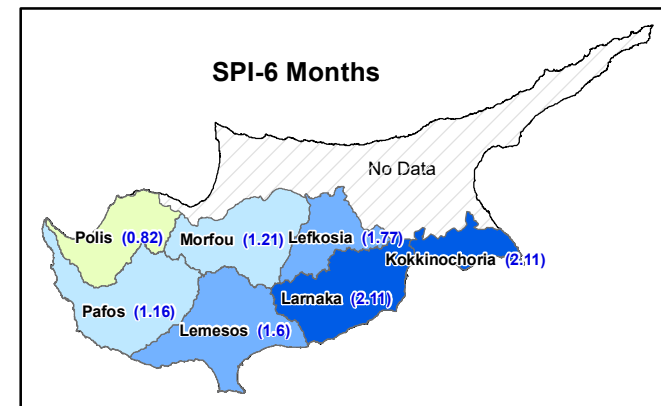 SPI-6 Months
No Data
Polis (0.82)
Morfou (1.21)
Lefkosia (1.77)
Kokkinochoria (2.11)
Pafos (1.16)
Larnaka (2.11)
Lemesos (1.6)